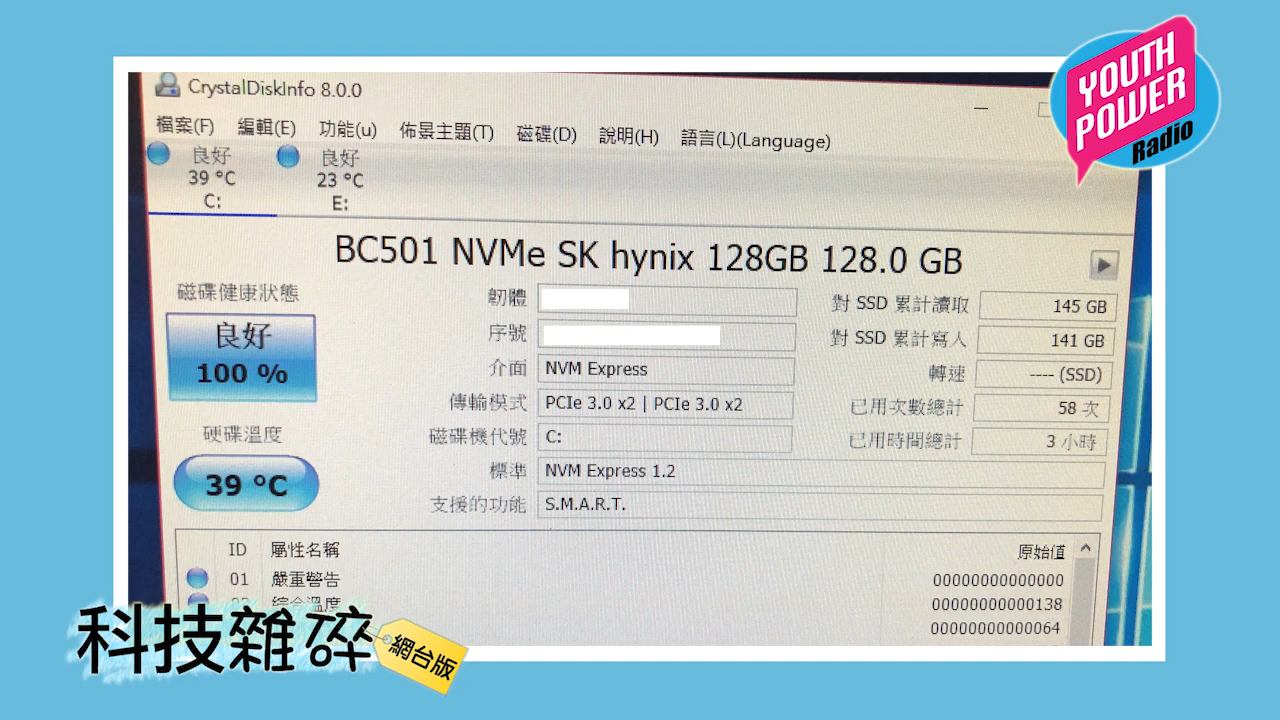 YOUTH
POWER
Radio
CrystalDiskInfo 8.0.0
檔案(F) 編輯(E) 功能(u) 佈景主題(T) 磁碟(D) 說明(H) 語言(L)(Language)
良好 良好
39 °C 23 °C
C: E:
BC501 NVMe SK hynix 128GB 128.0 GB
磁碟健康狀態
良好
100 %
硬碟溫度
39 °C
韌體
序號
介面 NVM Express
傳輸模式 PCIe 3.0 x2 | PCIe 3.0 x2
磁碟機代號 C:
標準 NVM Express 1.2
支援的功能 S.M.A.R.T.
對 SSD 累計讀取 145 GB
對 SSD 累計寫入 141 GB
轉速 ---- (SSD)
已用次數總計 58 次
已用時間總計 3 小時
ID 屬性名稱 原始值
01 嚴重警告 00000000000000
02 綜合溫度 00000000000138
00000000000064
科技雜碎
網台版